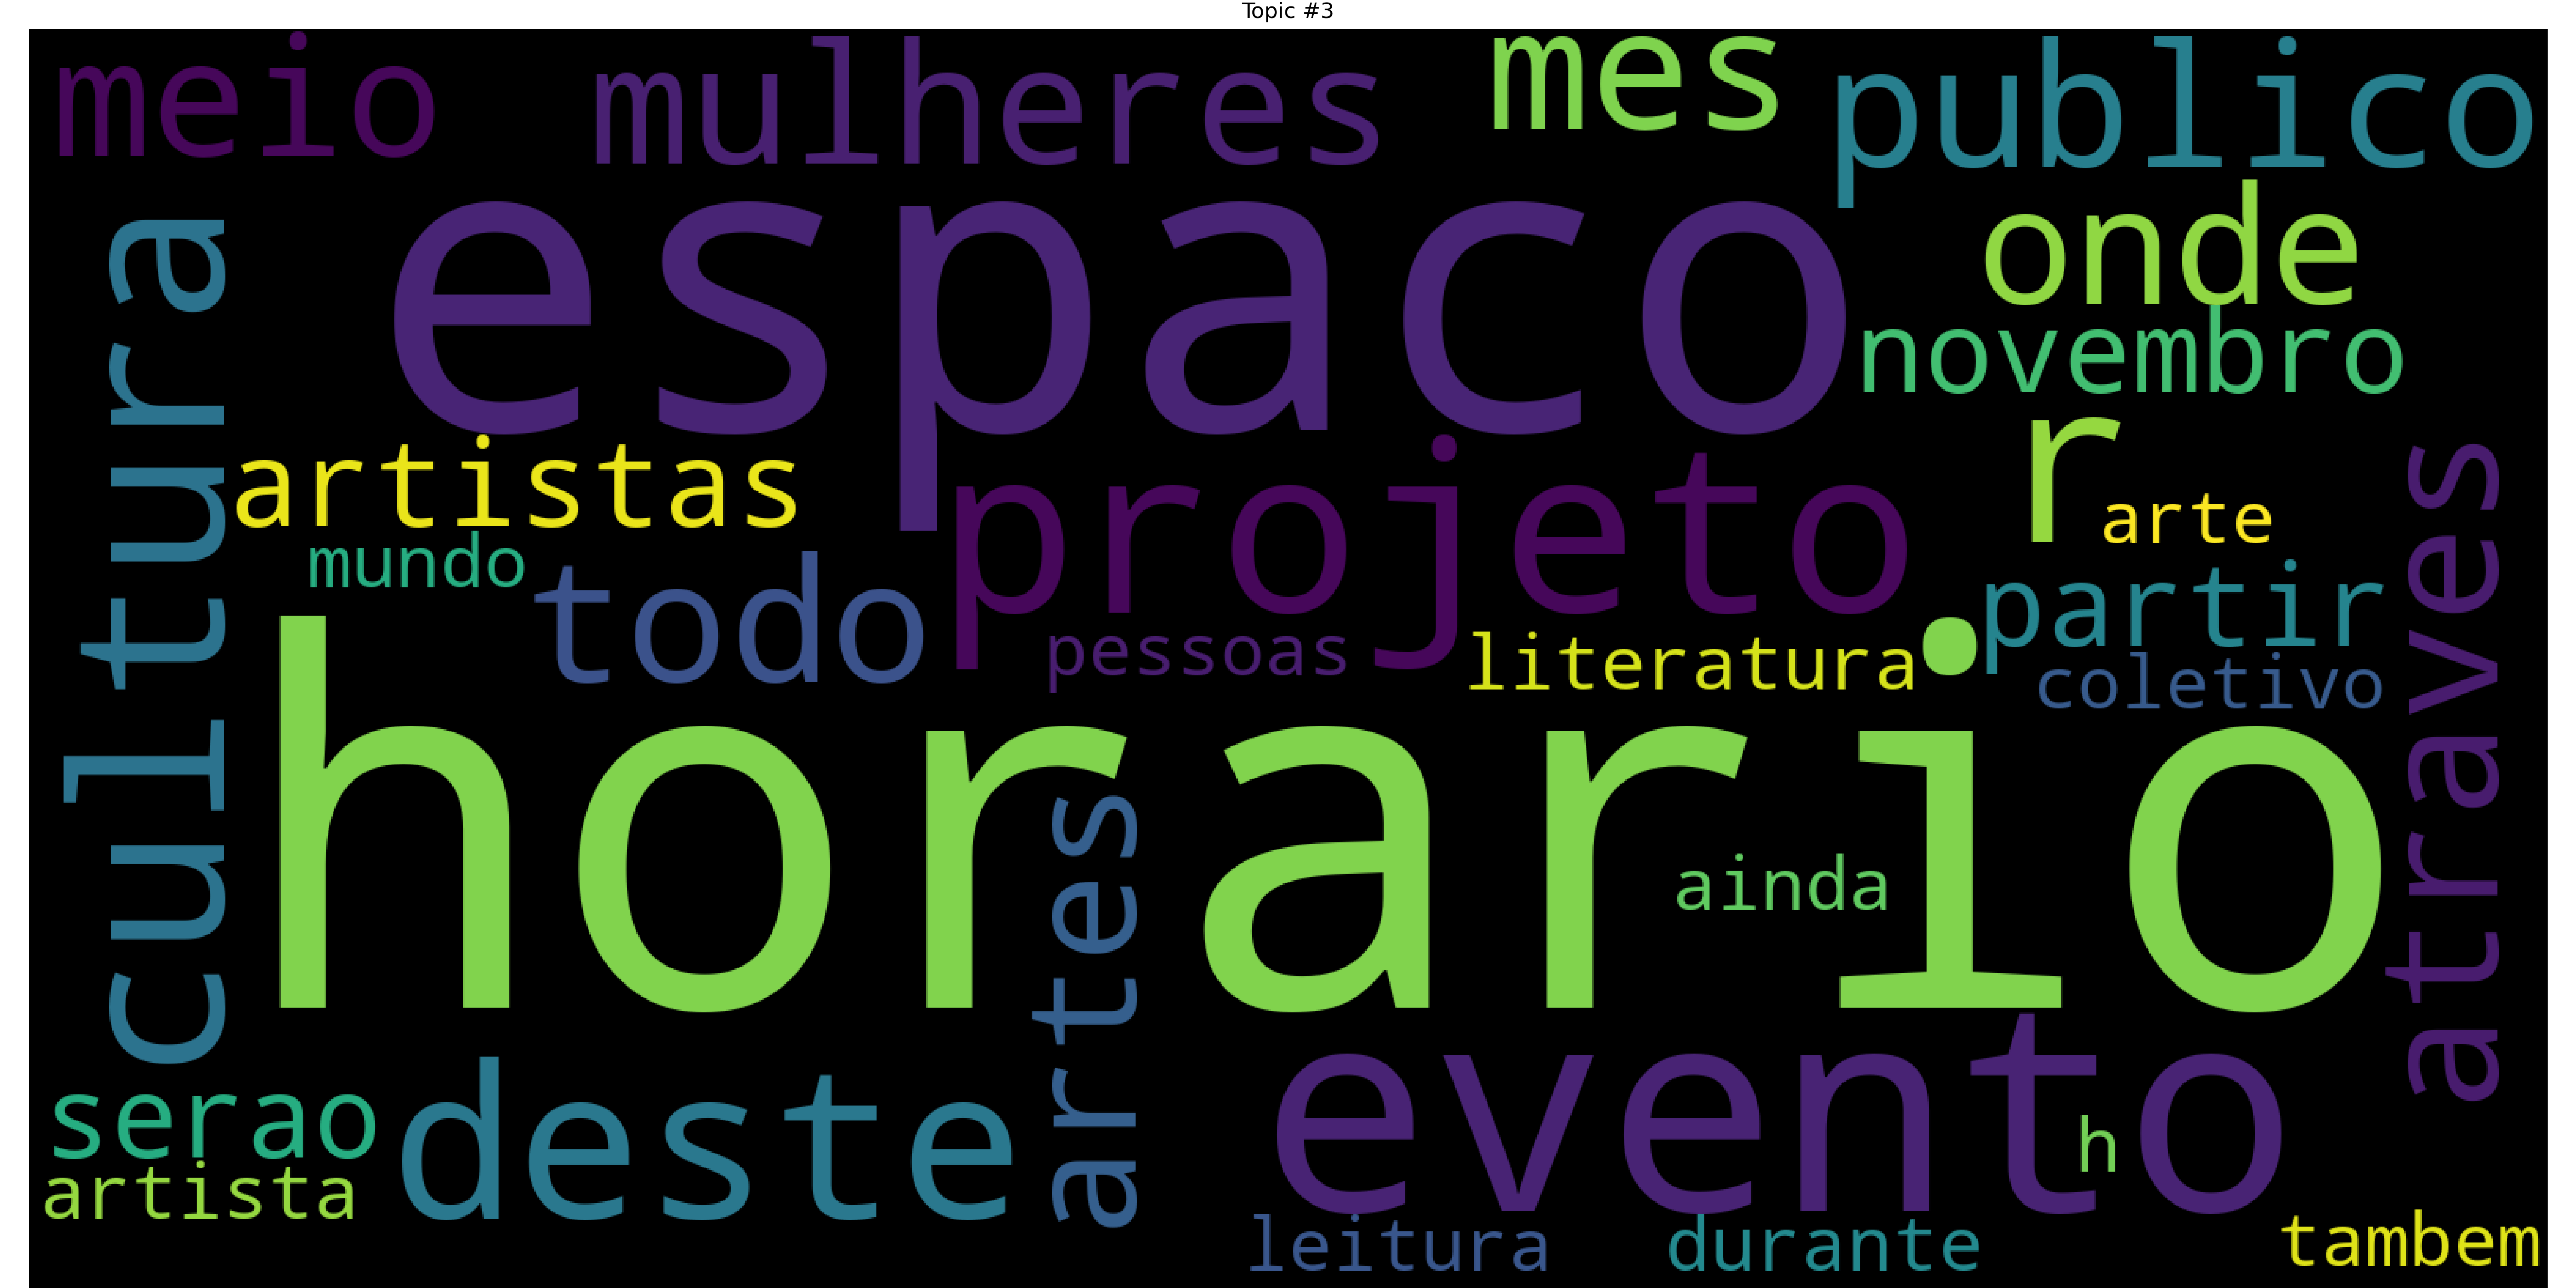 Topic #3
meio
mulheres
mes
publico
espaco
onde
cultura
novembro
artistas
projeto
r
arte
atraves
mundo
todo
partir
pessoas
literatura
coletivo
horario
ainda
artes
evento
serao
deste
h
artista
leitura
durante
tambem